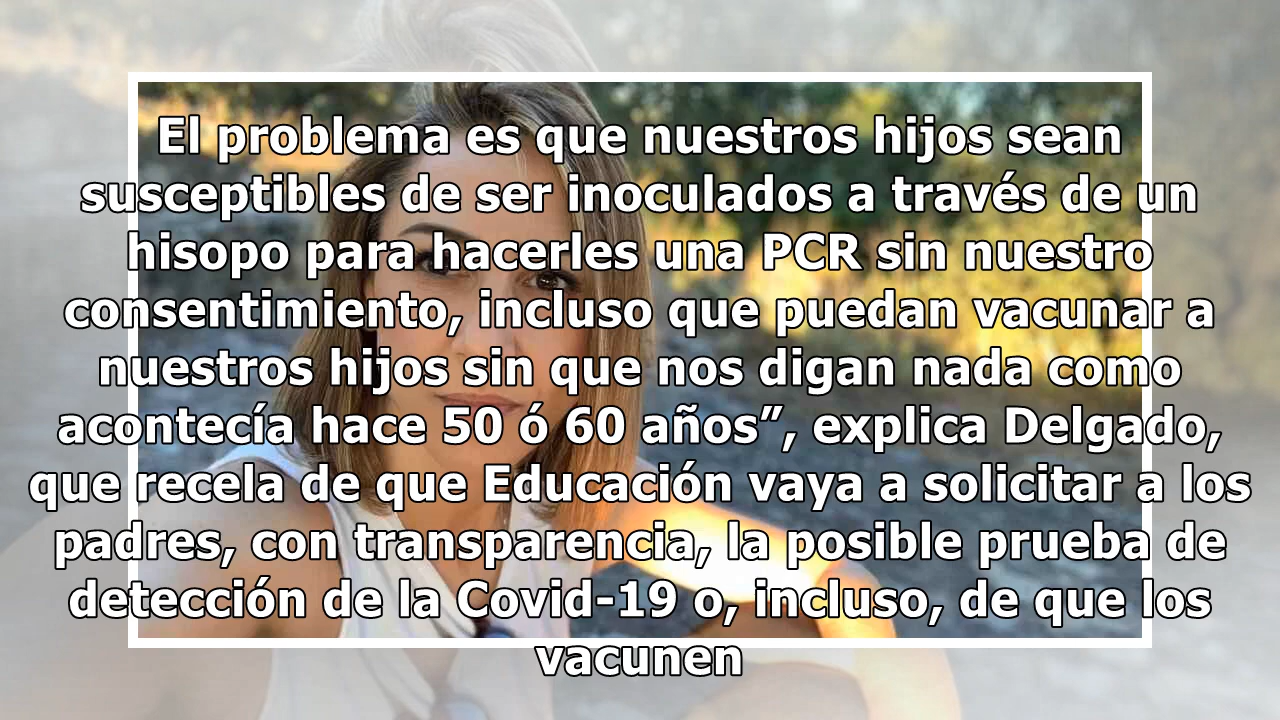 El problema es que nuestros hijos sean
susceptibles de ser inoculados a través de un
hisopo para hacerles una PCR sin nuestro
consentimiento, incluso que puedan vacunar a
nuestros hijos sin que nos digan nada como
acontecía hace 50 ó 60 años”, explica Delgado,
que recela de que Educación vaya a solicitar a los
padres, con transparencia, la posible prueba de
detección de la Covid-19 o, incluso, de que los
vacunen